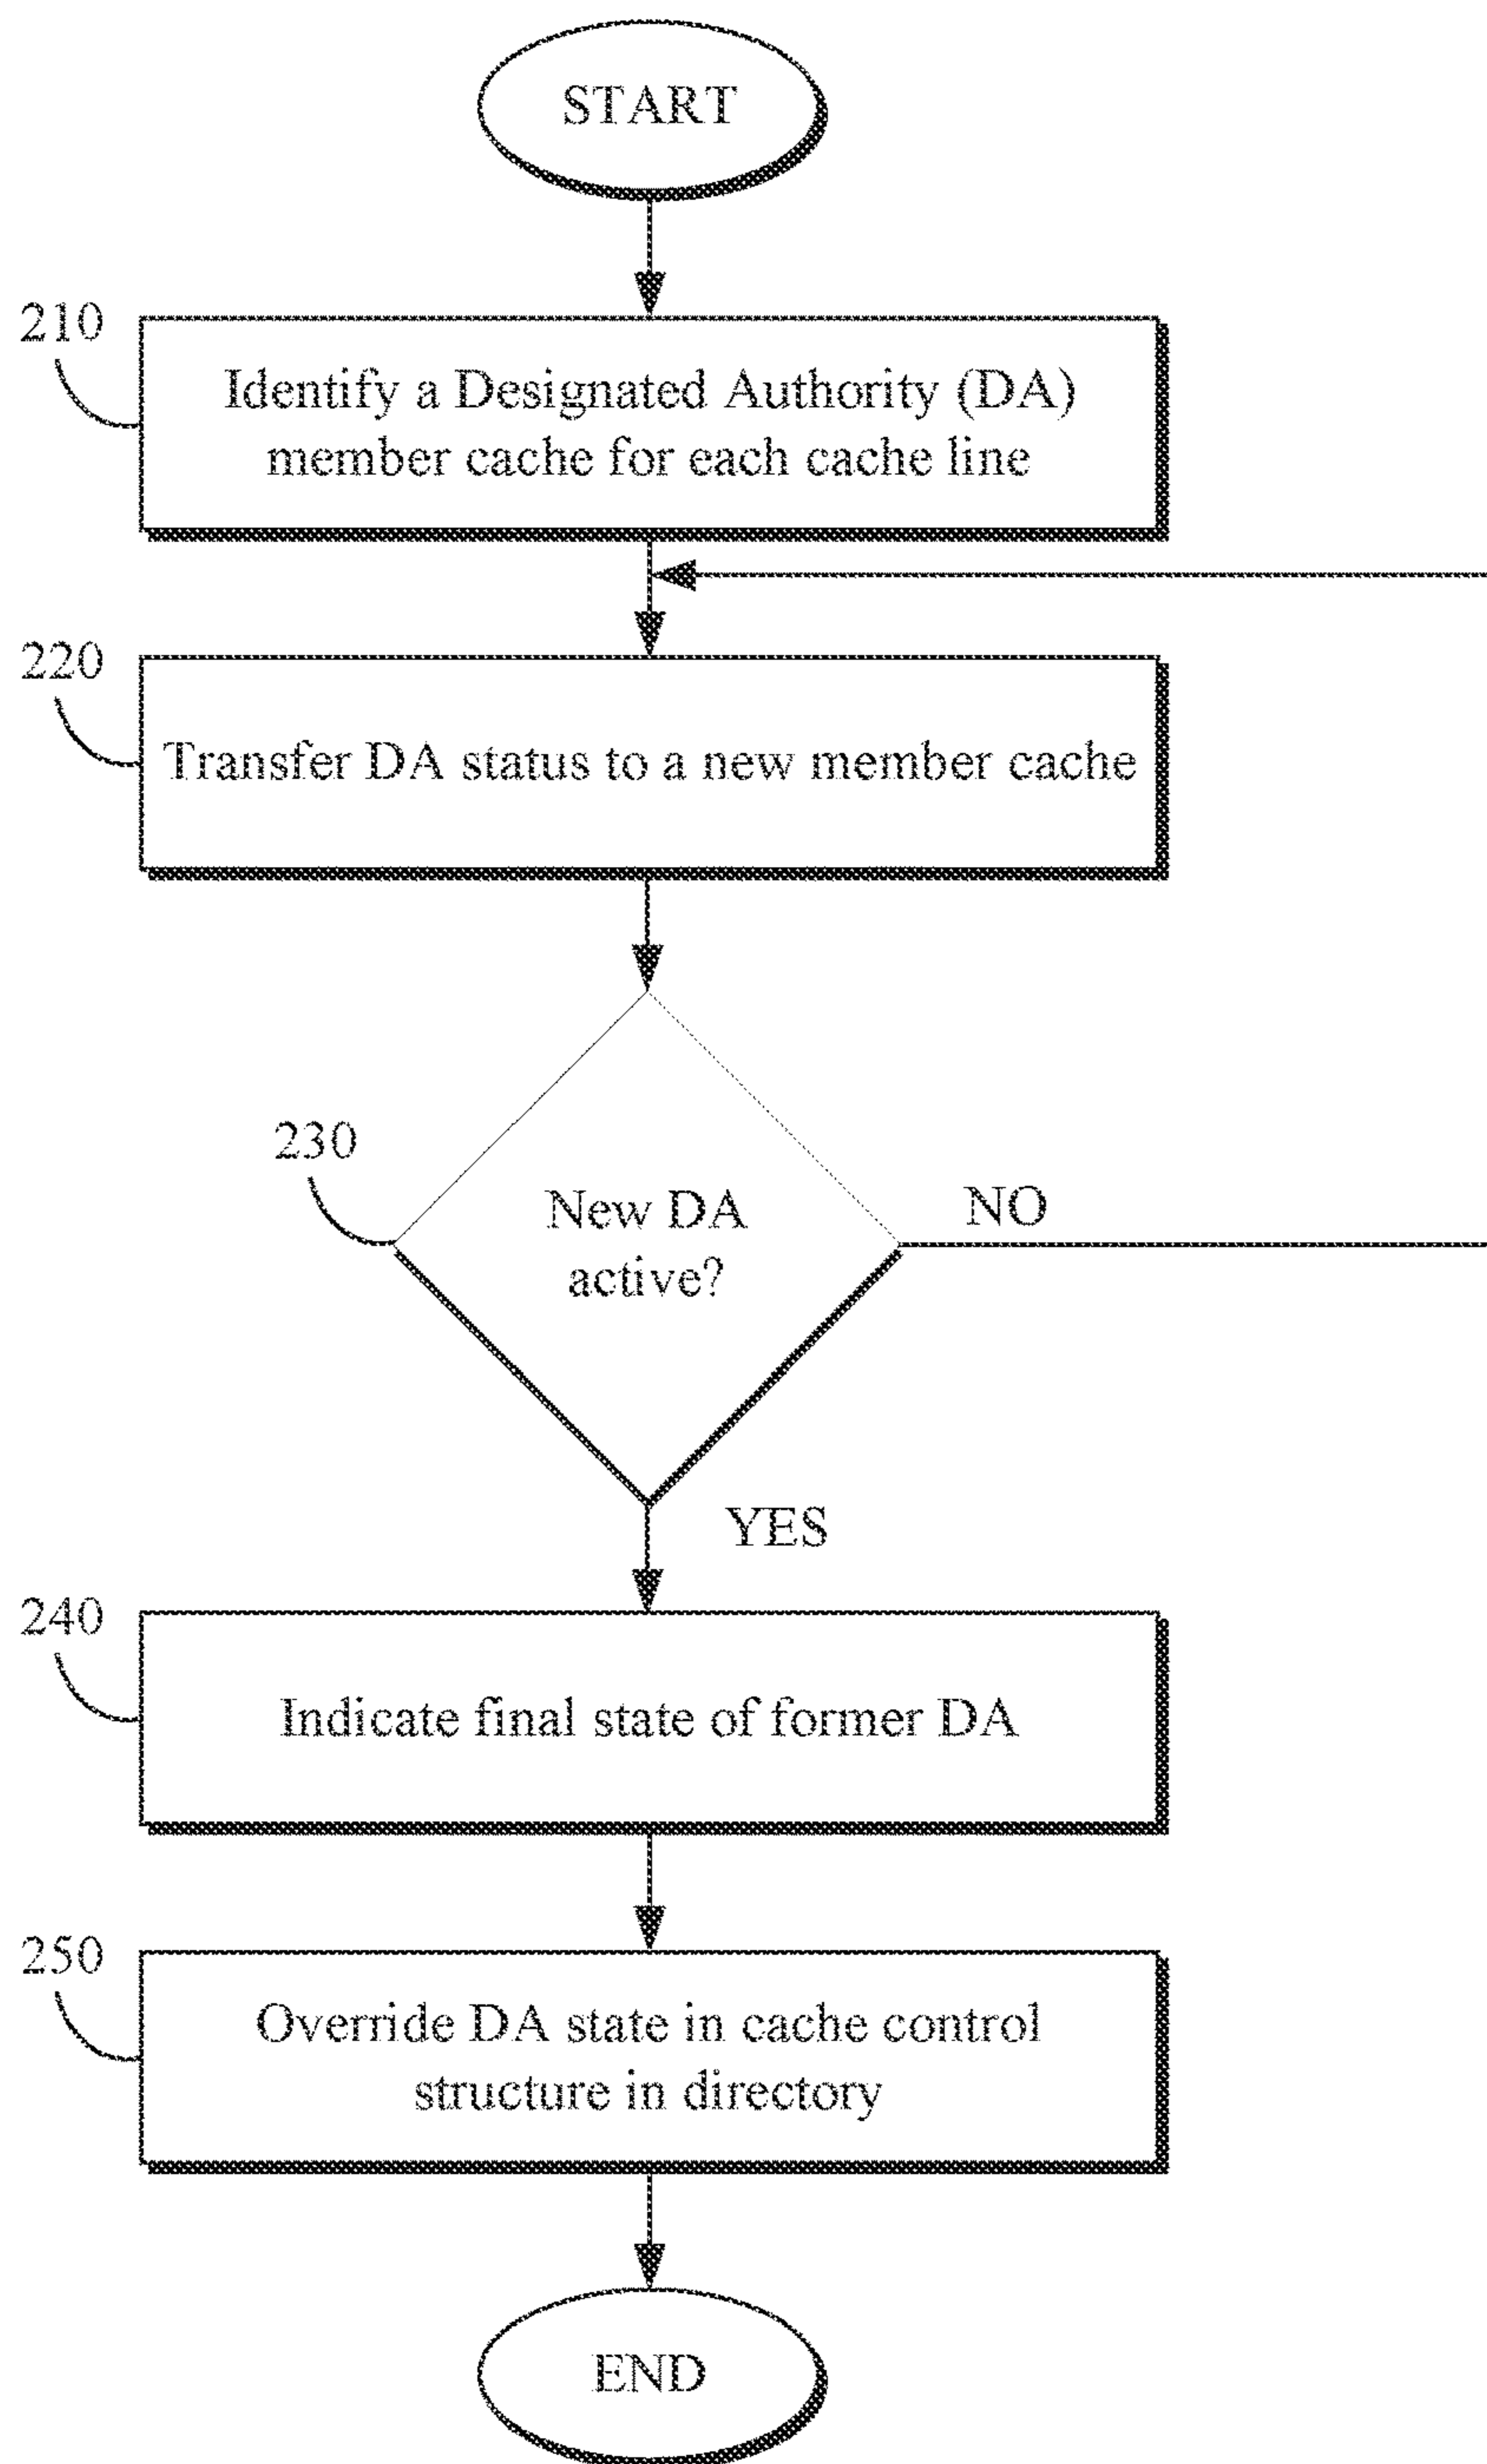 START
210
Identify a Designated Authority (DA)
member cache for each cache line
220
Transfer DA status to a new member cache
230
New DA
active?
NO
YES
240
Indicate final state of former DA
250
Override DA state in cache control
structure in directory
END